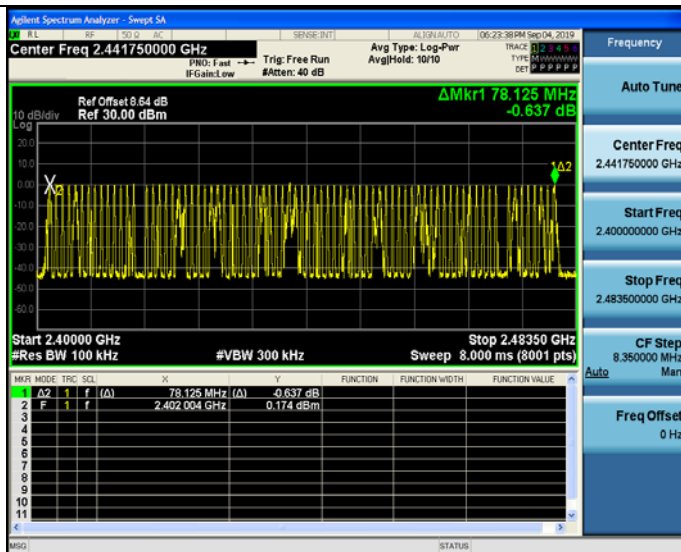 Agilent Spectrum Analyzer - Swept SA
RL RF 50 Ω AC SENSE:INT ALIGN AUTO 06:23:38 PM Sep 04, 2019
Center Freq 2.441750000 GHz
PNO: Fast
IFGain:Low
Trig: Free Run
#Atten: 40 dB
Avg Type: Log-Pwr
Avg|Hold: 10/10
TRACE 1 2 3 4 5 6
TYPE M W W W W W
DET P P P P P P
Frequency
Ref Offset 8.64 dB
10 dB/div Ref 30.00 dBm
Log
ΔMkr1 78.125 MHz
-0.637 dB
20.0
10.0
0.00
-10.0
-20.0
-30.0
-40.0
-50.0
-60.0
X2
1Δ2
Start 2.40000 GHz Stop 2.48350 GHz
#Res BW 100 kHz #VBW 300 kHz Sweep 8.000 ms (8001 pts)
MKR MODE TRC SCL X Y FUNCTION FUNCTION WIDTH FUNCTION VALUE
1 Δ2 1 f (Δ) 78.125 MHz (Δ) -0.637 dB
2 F 1 f 2.402 004 GHz 0.174 dBm
3
4
5
6
7
8
9
10
11
MSG STATUS
Auto Tune
Center Freq
2.441750000 GHz
Start Freq
2.400000000 GHz
Stop Freq
2.483500000 GHz
CF Step
8.350000 MHz
Auto Man
Freq Offset
0 Hz